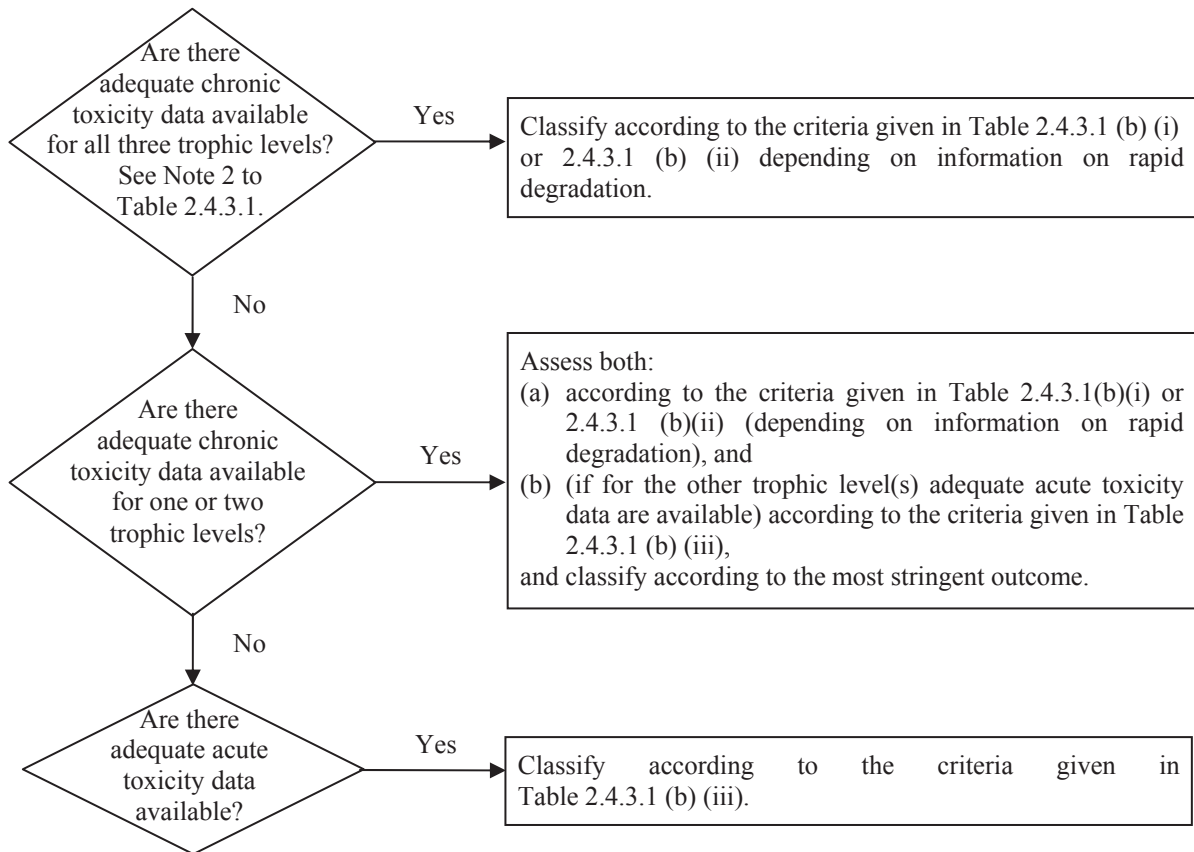 Are there
adequate chronic
toxicity data available
for all three trophic levels?
See Note 2 to
Table 2.4.3.1.
Yes
Classify according to the criteria given in Table 2.4.3.1 (b) (i)
or 2.4.3.1 (b) (ii) depending on information on rapid
degradation.
No
Are there
adequate chronic
toxicity data available
for one or two
trophic levels?
Yes
Assess both:
(a) according to the criteria given in Table 2.4.3.1(b)(i) or
2.4.3.1 (b)(ii) (depending on information on rapid
degradation), and
(b) (if for the other trophic level(s) adequate acute toxicity
data are available) according to the criteria given in Table
2.4.3.1 (b) (iii),
and classify according to the most stringent outcome.
No
Are there
adequate acute
toxicity data
available?
Yes
Classify according to the criteria given in
Table 2.4.3.1 (b) (iii).